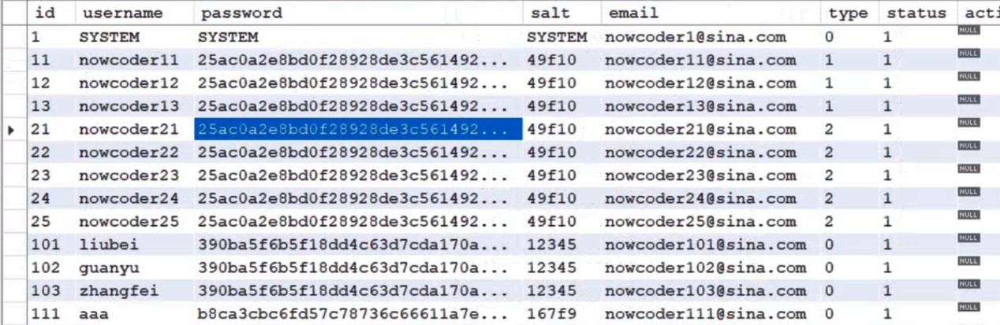 id username password salt email type status acti
1 SYSTEM SYSTEM SYSTEM nowcoder1@sina.com 0 1 NULL
11 nowcoder11 25ac0a2e8bd0f28928de3c561492... 49f10 nowcoder11@sina.com 1 1 NULL
12 nowcoder12 25ac0a2e8bd0f28928de3c561492... 49f10 nowcoder12@sina.com 1 1 NULL
13 nowcoder13 25ac0a2e8bd0f28928de3c561492... 49f10 nowcoder13@sina.com 1 1 NULL
21 nowcoder21 25ac0a2e8bd0f28928de3c561492... 49f10 nowcoder21@sina.com 2 1 NULL
22 nowcoder22 25ac0a2e8bd0f28928de3c561492... 49f10 nowcoder22@sina.com 2 1 NULL
23 nowcoder23 25ac0a2e8bd0f28928de3c561492... 49f10 nowcoder23@sina.com 2 1 NULL
24 nowcoder24 25ac0a2e8bd0f28928de3c561492... 49f10 nowcoder24@sina.com 2 1 NULL
25 nowcoder25 25ac0a2e8bd0f28928de3c561492... 49f10 nowcoder25@sina.com 2 1 NULL
101 liubei 390ba5f6b5f18dd4c63d7cda170a... 12345 nowcoder101@sina.com 0 1 NULL
102 guanyu 390ba5f6b5f18dd4c63d7cda170a... 12345 nowcoder102@sina.com 0 1 NULL
103 zhangfei 390ba5f6b5f18dd4c63d7cda170a... 12345 nowcoder103@sina.com 0 1 NULL
111 aaa b8ca3cbc6fd57c78736c66611a7e... 167f9 nowcoder111@sina.com 0 1 NULL